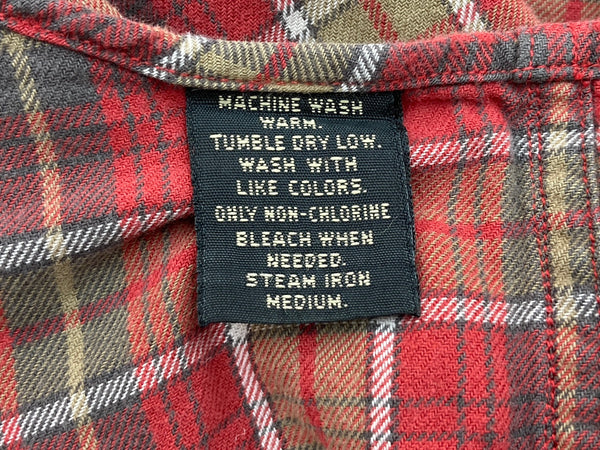 MACHINE WASH
WARM.
TUMBLE DRY LOW.
WASH WITH
LIKE COLORS.
ONLY NON-CHLORINE
BLEACH WHEN
NEEDED.
STEAM IRON
MEDIUM.